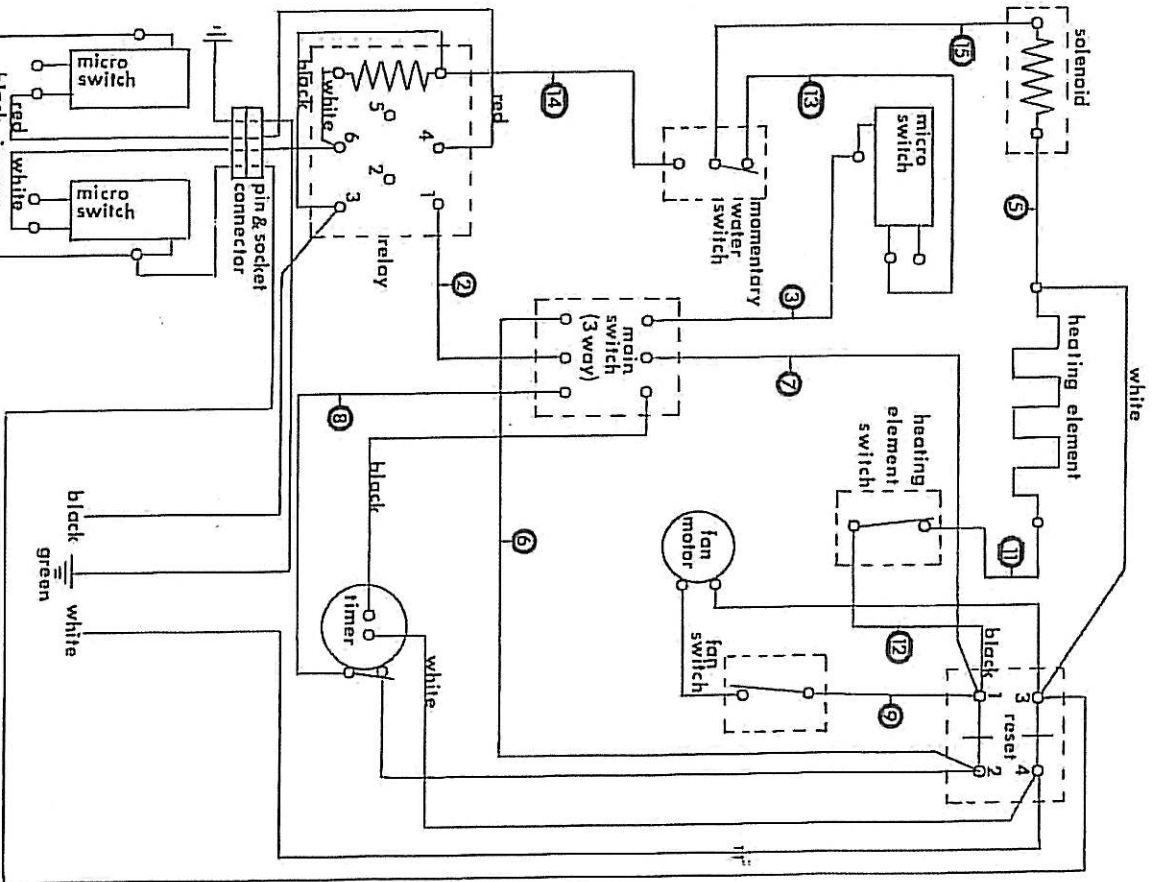 solenoid
15
5
white
heating element
11
13
micro
switch
14
momentary
water
switch
3
7
heating
element
switch
12
black
3
1
reset
4
2
fan
motor
fan
switch
9
main
switch
(3 way)
2
8
6
black
timer
white
red
black
white
5
4
6
2
1
3
relay
pin & socket
connector
micro
switch
red
white
micro
switch
black
green
white